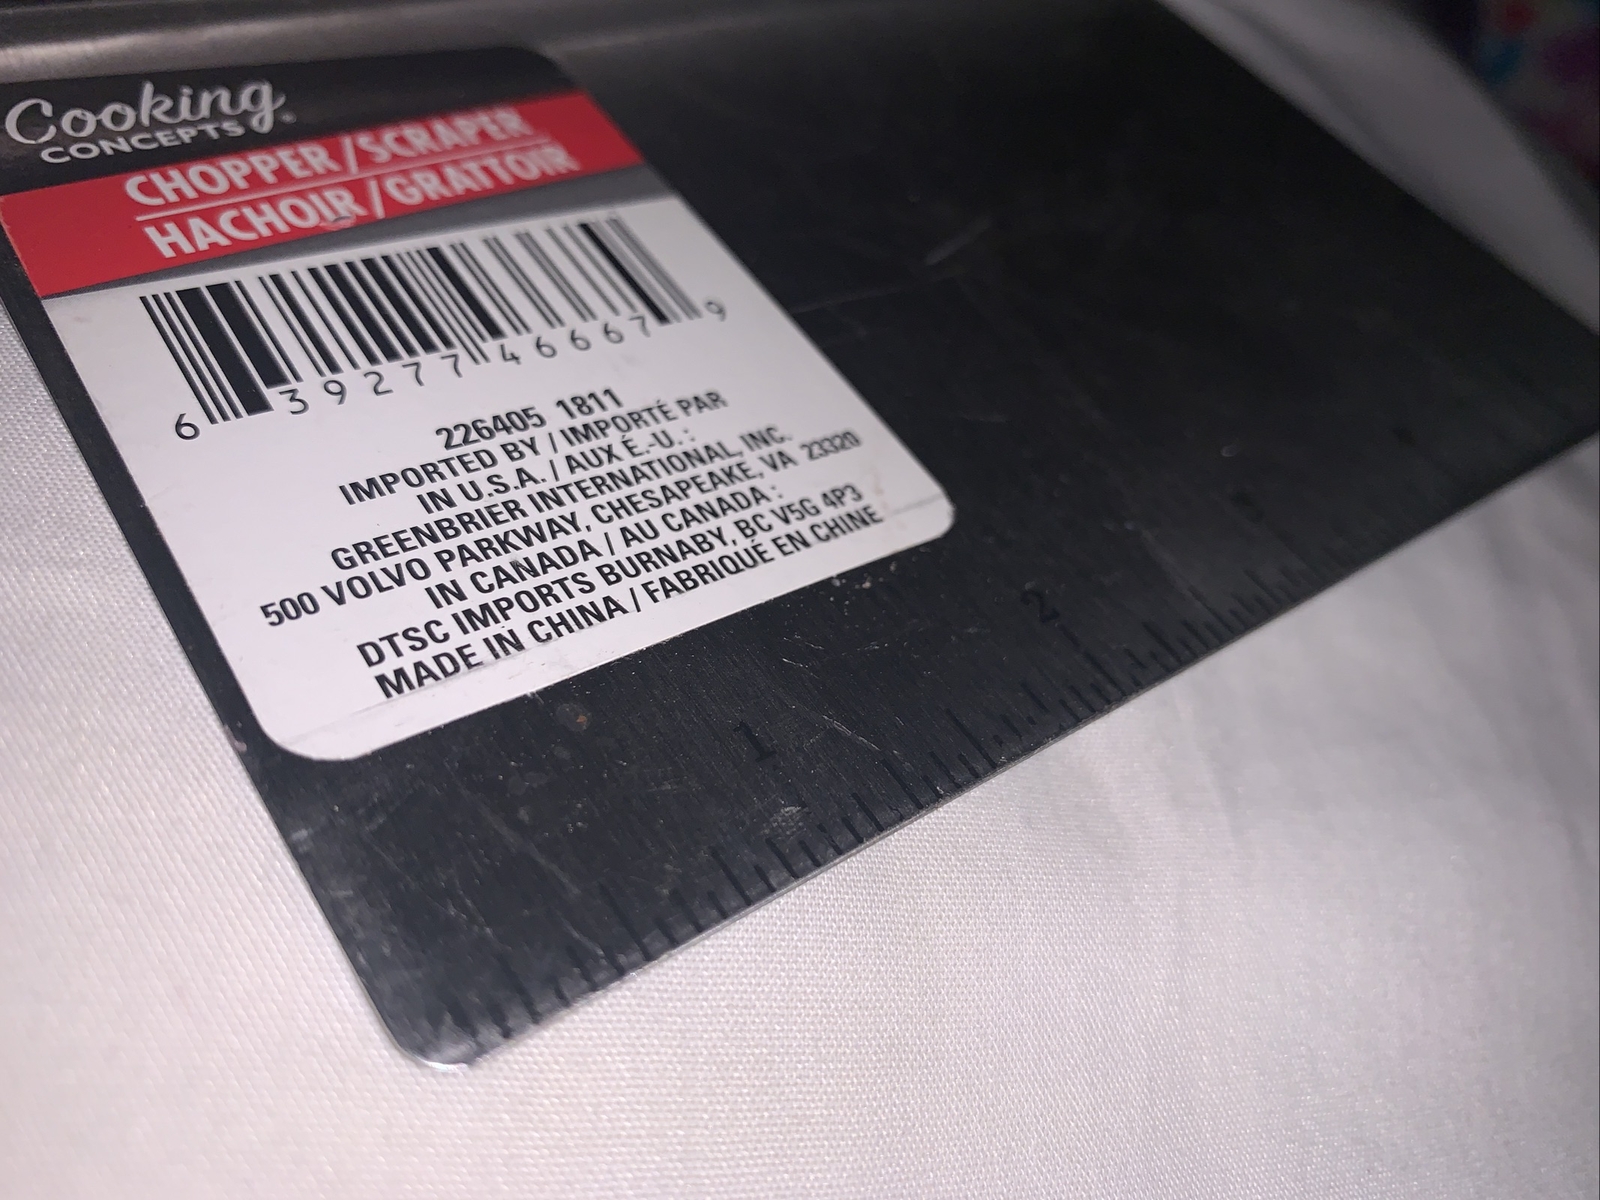 Cooking
CONCEPTS®
CHOPPER/SCRAPER
HACHOIR/GRATTOIR
6 39277 46667 9
226405 1811
IMPORTED BY / IMPORTÉ PAR
IN U.S.A. / AUX É.-U. :
GREENBRIER INTERNATIONAL, INC.
500 VOLVO PARKWAY, CHESAPEAKE, VA 23320
IN CANADA / AU CANADA :
DTSC IMPORTS BURNABY, BC V5G 4P3
MADE IN CHINA / FABRIQUÉ EN CHINE
1
2
3